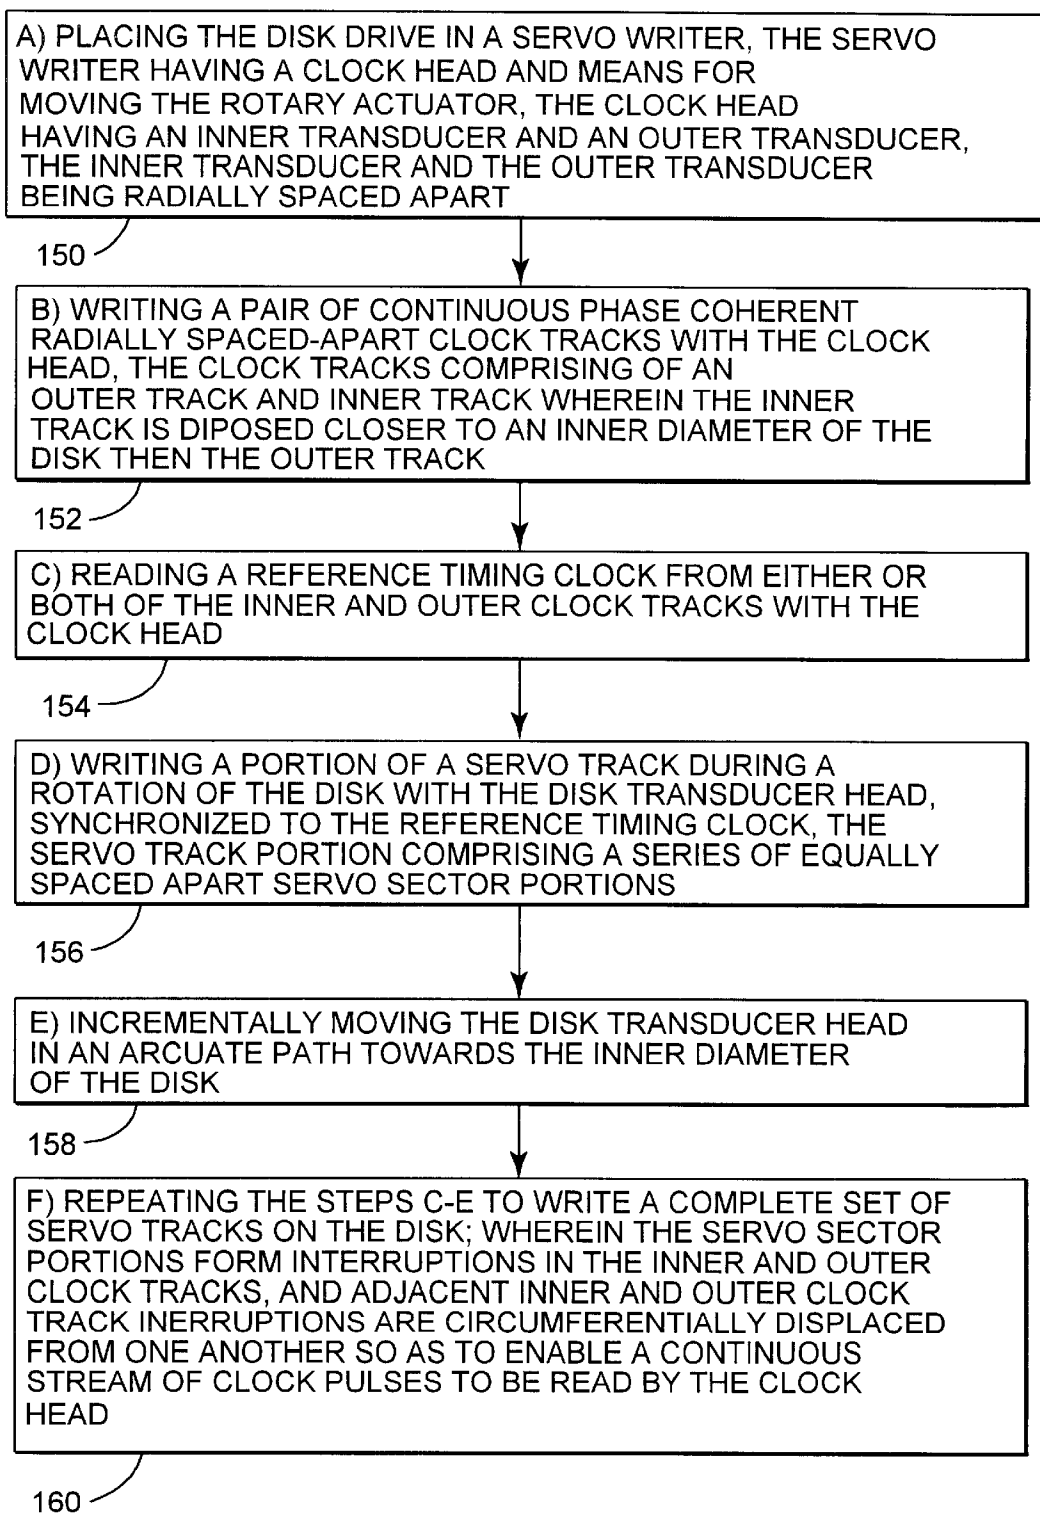 A) PLACING THE DISK DRIVE IN A SERVO WRITER, THE SERVO
WRITER HAVING A CLOCK HEAD AND MEANS FOR
MOVING THE ROTARY ACTUATOR, THE CLOCK HEAD
HAVING AN INNER TRANSDUCER AND AN OUTER TRANSDUCER,
THE INNER TRANSDUCER AND THE OUTER TRANSDUCER
BEING RADIALLY SPACED APART
150
B) WRITING A PAIR OF CONTINUOUS PHASE COHERENT
RADIALLY SPACED-APART CLOCK TRACKS WITH THE CLOCK
HEAD, THE CLOCK TRACKS COMPRISING OF AN
OUTER TRACK AND INNER TRACK WHEREIN THE INNER
TRACK IS DIPOSED CLOSER TO AN INNER DIAMETER OF THE
DISK THEN THE OUTER TRACK
152
C) READING A REFERENCE TIMING CLOCK FROM EITHER OR
BOTH OF THE INNER AND OUTER CLOCK TRACKS WITH THE
CLOCK HEAD
154
D) WRITING A PORTION OF A SERVO TRACK DURING A
ROTATION OF THE DISK WITH THE DISK TRANSDUCER HEAD,
SYNCHRONIZED TO THE REFERENCE TIMING CLOCK, THE
SERVO TRACK PORTION COMPRISING A SERIES OF EQUALLY
SPACED APART SERVO SECTOR PORTIONS
156
E) INCREMENTALLY MOVING THE DISK TRANSDUCER HEAD
IN AN ARCUATE PATH TOWARDS THE INNER DIAMETER
OF THE DISK
158
F) REPEATING THE STEPS C-E TO WRITE A COMPLETE SET OF
SERVO TRACKS ON THE DISK; WHEREIN THE SERVO SECTOR
PORTIONS FORM INTERRUPTIONS IN THE INNER AND OUTER
CLOCK TRACKS, AND ADJACENT INNER AND OUTER CLOCK
TRACK INERRUPTIONS ARE CIRCUMFERENTIALLY DISPLACED
FROM ONE ANOTHER SO AS TO ENABLE A CONTINUOUS
STREAM OF CLOCK PULSES TO BE READ BY THE CLOCK
HEAD
160